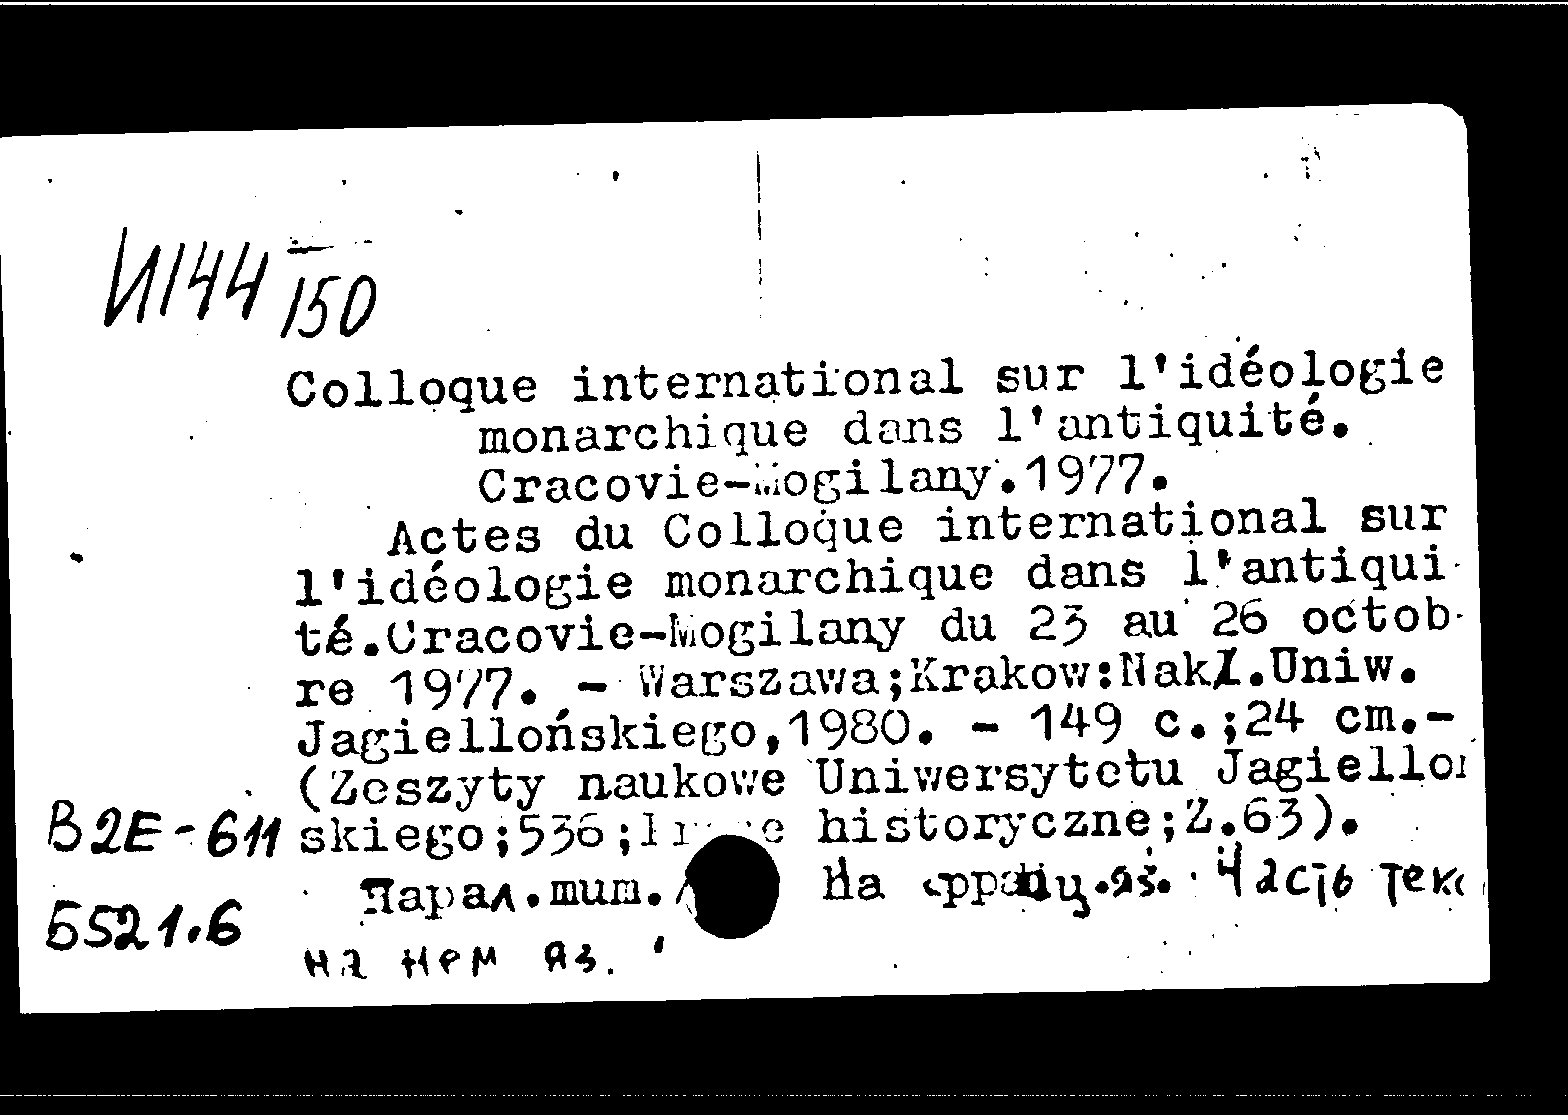 И144/150
Colloque international sur l'idéologie
monarchique dans l'antiquité.
Cracovie-Mogilany.1977.
Actes du Colloque international sur
l'idéologie monarchique dans l'antiqui
té.Cracovie-Mogilany du 23 au 26 octob-
re 1977. - Warszawa;Krakow:Nakł.Uniw.
Jagiellońskiego,1980. - 149 c.;24 cm.-
(Zeszyty naukowe Uniwersytetu Jagiellon
B2E-611 skiego;536; historyczne;Z.63).
Парал.тит. На франц.яз. Часть текс
5521.6
на нем яз.